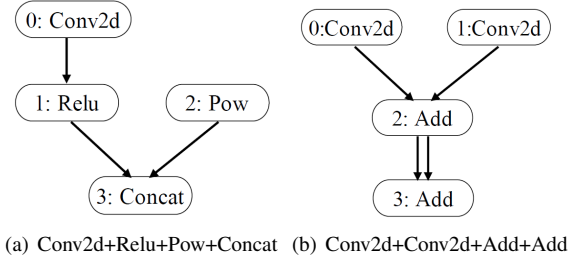 0: Conv2d
1: Relu
2: Pow
3: Concat
(a) Conv2d+Relu+Pow+Concat
0:Conv2d
1:Conv2d
2: Add
3: Add
(b) Conv2d+Conv2d+Add+Add